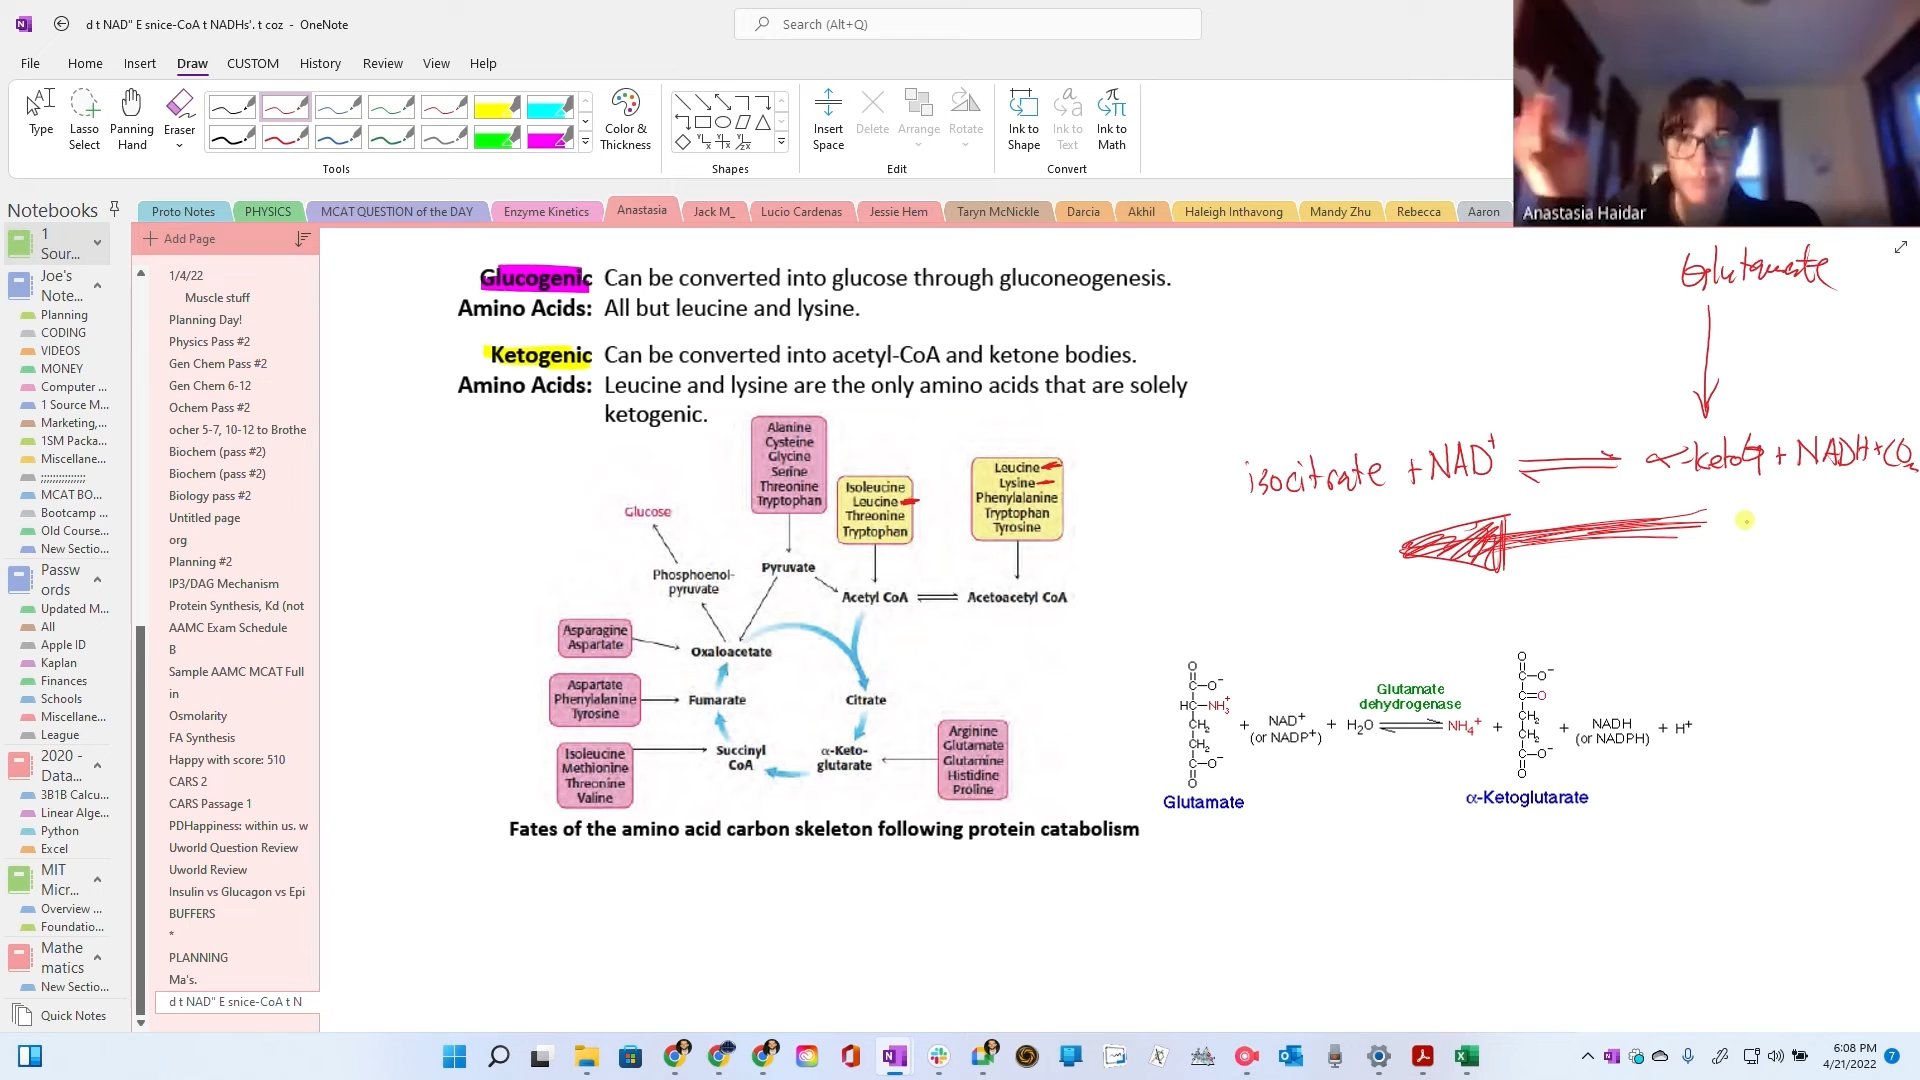 d t NAD" E snice-CoA t NADHs'. t coz - OneNote
Search (Alt+Q)
File Home Insert Draw CUSTOM History Review View Help
Type
Lasso Select
Panning Hand
Eraser
Color & Thickness
Insert Space
Delete
Arrange
Rotate
Ink to Shape
Ink to Text
Ink to Math
Tools
Shapes
Edit
Convert
Anastasia Haidar
Notebooks
Proto Notes
PHYSICS
MCAT QUESTION of the DAY
Enzyme Kinetics
Anastasia
Jack M_
Lucio Cardenas
Jessie Hem
Taryn McNickle
Darcia
Akhil
Haleigh Inthavong
Mandy Zhu
Rebecca
Aaron
1
Sour...
Joe's
Note...
Planning
CODING
VIDEOS
MONEY
Computer ...
1 Source M...
Marketing,...
1SM Packa...
Miscellane...
;;;;;;;;;;;;;;;...
MCAT BO...
Bootcamp ...
Old Course...
New Sectio...
Passw
ords
Updated M...
All
Apple ID
Kaplan
Finances
Schools
Miscellane...
League
2020 -
Data...
3B1B Calcu...
Linear Alge...
Python
Excel
MIT
Micr...
Overview ...
Foundatio...
Mathe
matics
New Sectio...
Quick Notes
Add Page
1/4/22
Muscle stuff
Planning Day!
Physics Pass #2
Gen Chem Pass #2
Gen Chem 6-12
Ochem Pass #2
ocher 5-7, 10-12 to Brothe
Biochem (pass #2)
Biochem (pass #2)
Biology pass #2
Untitled page
org
Planning #2
IP3/DAG Mechanism
Protein Synthesis, Kd (not
AAMC Exam Schedule
B
Sample AAMC MCAT Full
in
Osmolarity
FA Synthesis
Happy with score: 510
CARS 2
CARS Passage 1
PDHappiness: within us. w
Uworld Question Review
Uworld Review
Insulin vs Glucagon vs Epi
BUFFERS
*
PLANNING
Ma's.
d t NAD" E snice-CoA t N
Glucogenic Can be converted into glucose through gluconeogenesis.
Amino Acids: All but leucine and lysine.
Ketogenic Can be converted into acetyl-CoA and ketone bodies.
Amino Acids: Leucine and lysine are the only amino acids that are solely
ketogenic.
Alanine
Cysteine
Glycine
Serine
Threonine
Tryptophan
Isoleucine
Leucine
Threonine
Tryptophan
Leucine
Lysine
Phenylalanine
Tryptophan
Tyrosine
Glucose
Phosphoenol-
pyruvate
Pyruvate
Acetyl CoA
Acetoacetyl CoA
Asparagine
Aspartate
Oxaloacetate
Aspartate
Phenylalanine
Tyrosine
Fumarate
Citrate
Isoleucine
Methionine
Threonine
Valine
Succinyl
CoA
α-Keto-
glutarate
Arginine
Glutamate
Glutamine
Histidine
Proline
Fates of the amino acid carbon skeleton following protein catabolism
Glutamate
isocitrate + NAD+ ⇌ α-ketoG + NADH + CO2
O
C—O−
HC—NH3+
CH2
CH2
C—O−
O
Glutamate
+ NAD+ (or NADP+) + H2O
Glutamate
dehydrogenase
NH4+ +
O
C—O−
C=O
CH2
CH2
C—O−
O
α-Ketoglutarate
+ NADH (or NADPH) + H+
6:08 PM
4/21/2022
7